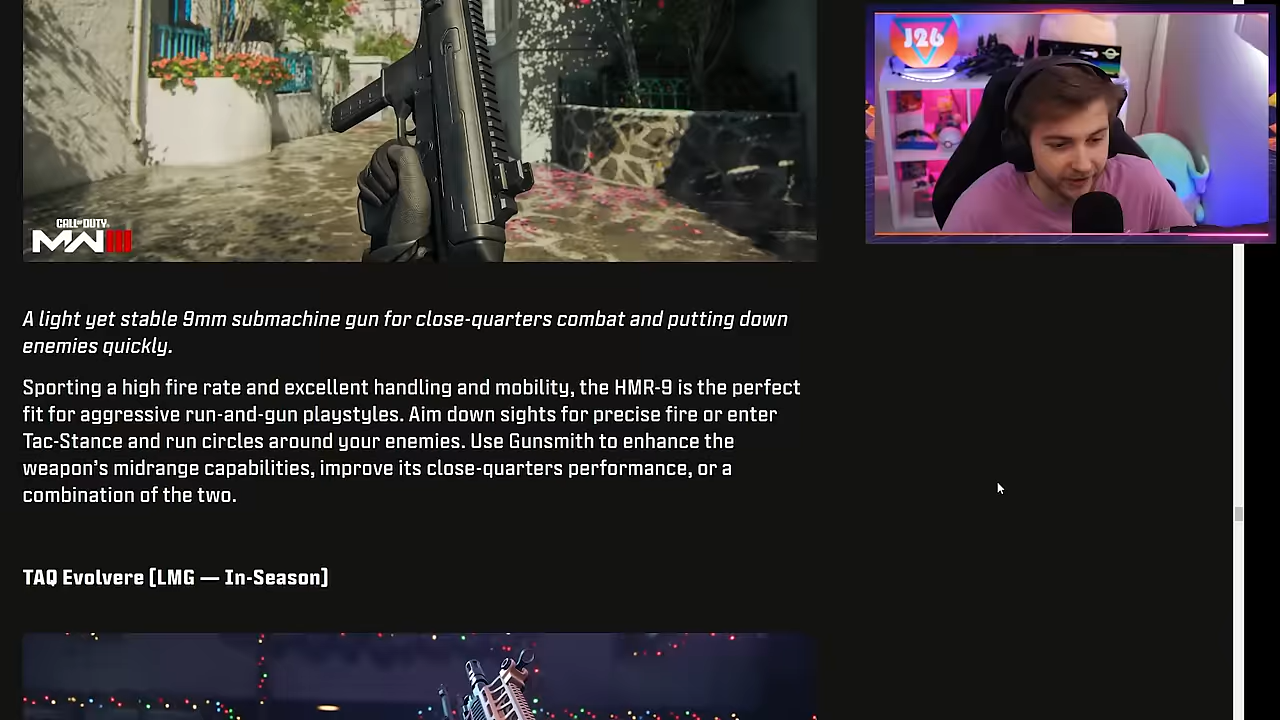 J26
CALL OF DUTY
MWIII
A light yet stable 9mm submachine gun for close-quarters combat and putting down
enemies quickly.
Sporting a high fire rate and excellent handling and mobility, the HMR-9 is the perfect
fit for aggressive run-and-gun playstyles. Aim down sights for precise fire or enter
Tac-Stance and run circles around your enemies. Use Gunsmith to enhance the
weapon’s midrange capabilities, improve its close-quarters performance, or a
combination of the two.
TAQ Evolvere [LMG — In-Season]